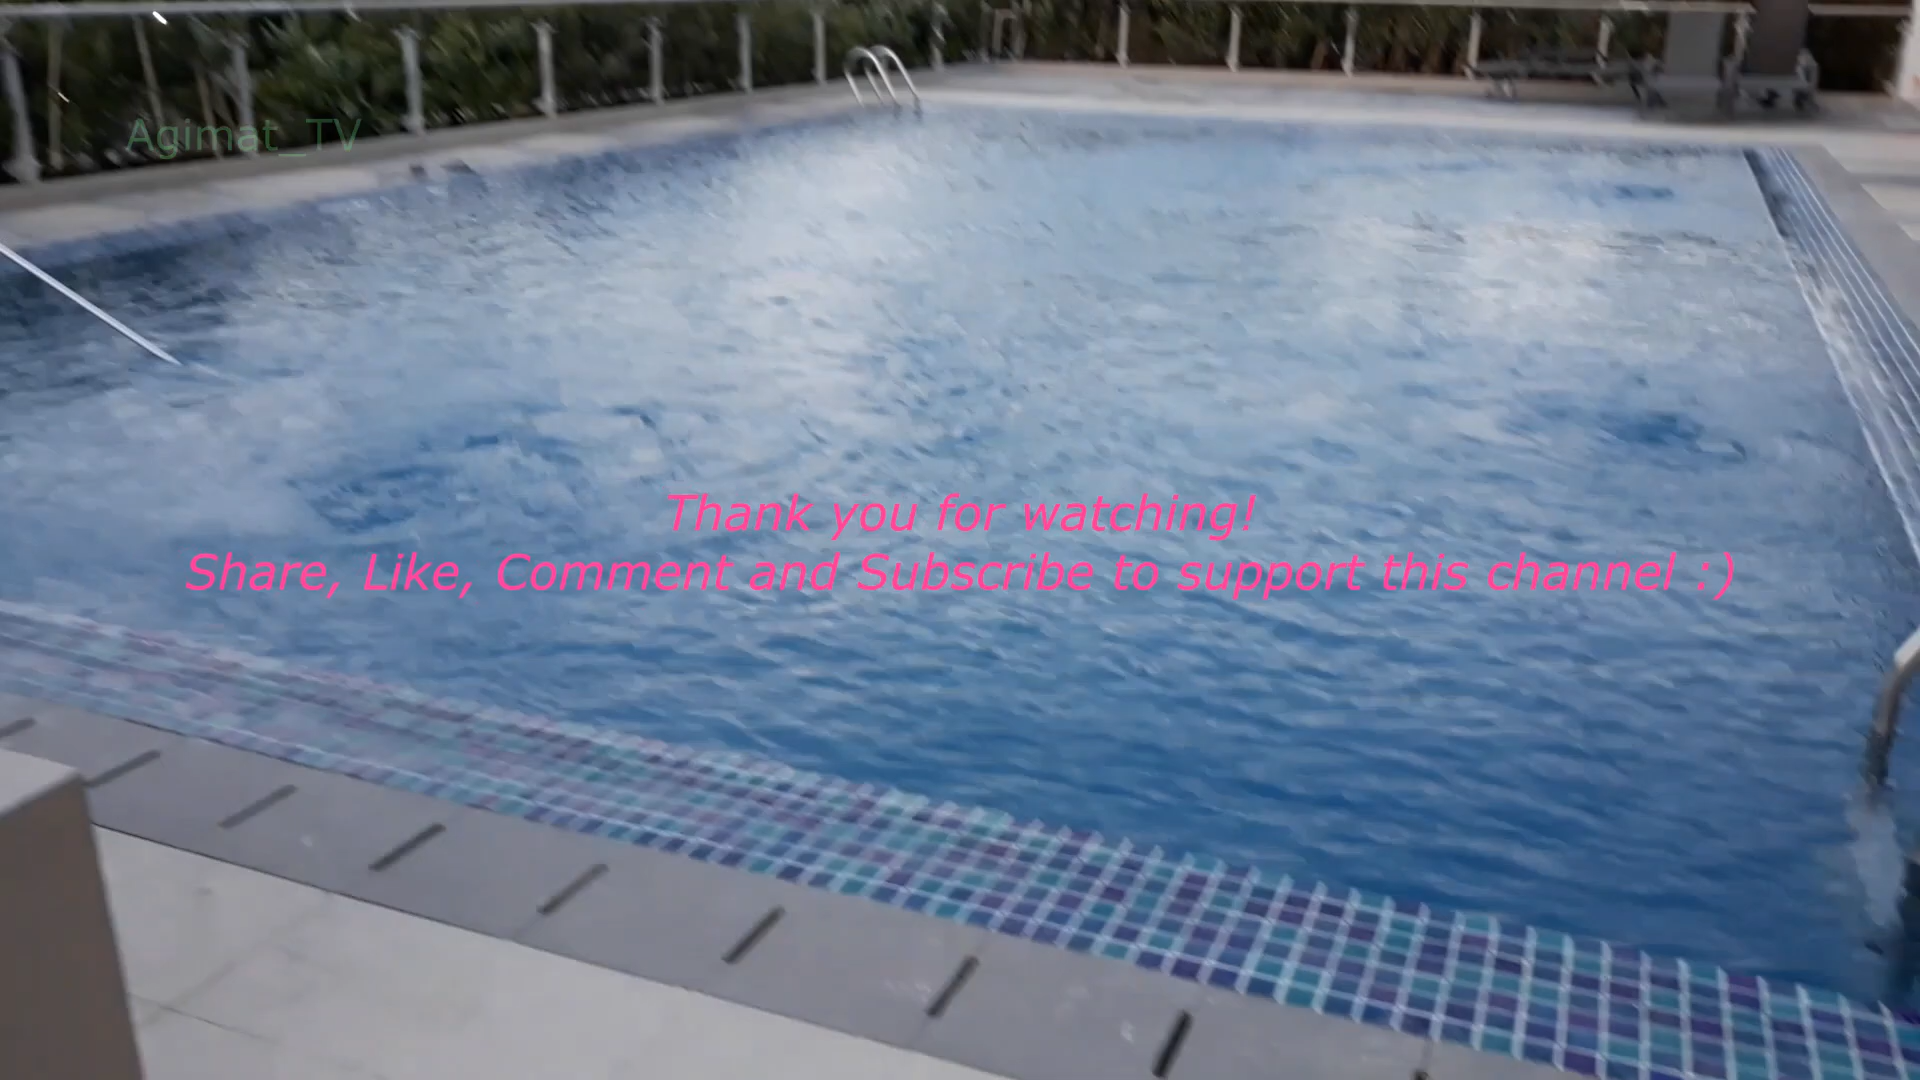 Agimat_TV
Thank you for watching!
Share, Like, Comment and Subscribe to support this channel :)